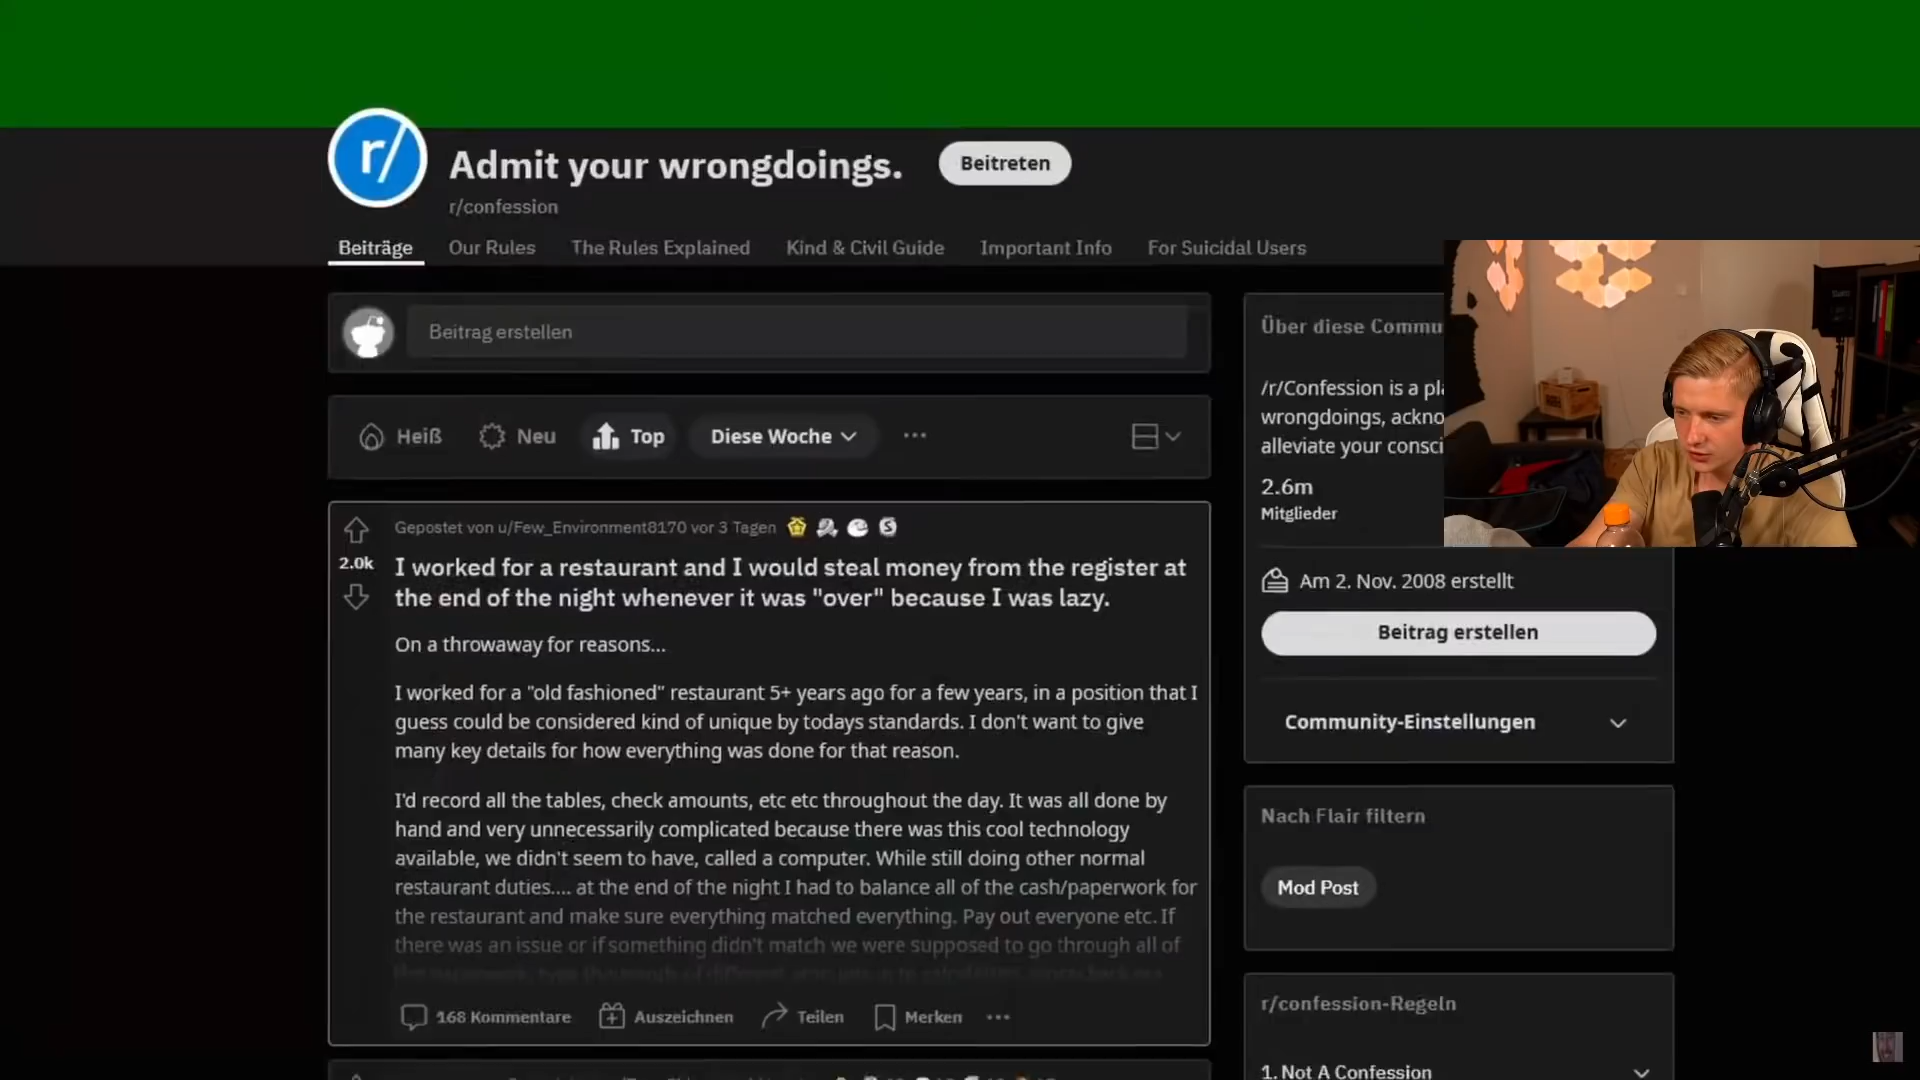 r/
Admit your wrongdoings.
Beitreten
r/confession
Beiträge
Our Rules
The Rules Explained
Kind & Civil Guide
Important Info
For Suicidal Users
Beitrag erstellen
Heiß
Neu
Top
Diese Woche
Gepostet von u/Few_Environment8170 vor 3 Tagen
2.0k
I worked for a restaurant and I would steal money from the register at
the end of the night whenever it was "over" because I was lazy.
On a throwaway for reasons...
I worked for a "old fashioned" restaurant 5+ years ago for a few years, in a position that I
guess could be considered kind of unique by todays standards. I don't want to give
many key details for how everything was done for that reason.
I'd record all the tables, check amounts, etc etc throughout the day. It was all done by
hand and very unnecessarily complicated because there was this cool technology
available, we didn't seem to have, called a computer. While still doing other normal
restaurant duties.... at the end of the night I had to balance all of the cash/paperwork for
the restaurant and make sure everything matched everything. Pay out everyone etc. If
there was an issue or if something didn't match we were supposed to go through all of
168 Kommentare
Auszeichnen
Teilen
Merken
Über diese Commu
/r/Confession is a pla
wrongdoings, ackno
alleviate your consci
2.6m
Mitglieder
Am 2. Nov. 2008 erstellt
Beitrag erstellen
Community-Einstellungen
Nach Flair filtern
Mod Post
r/confession-Regeln
1. Not A Confession